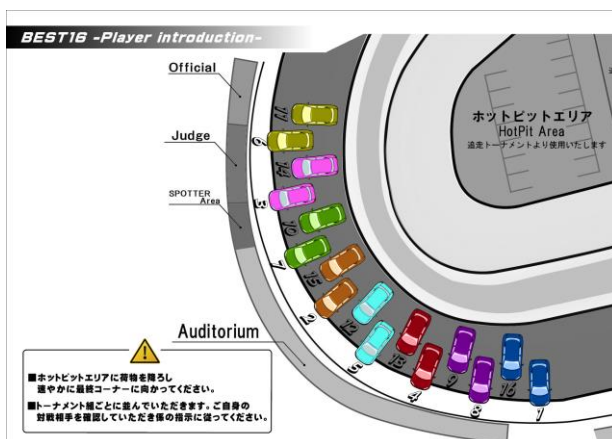 BEST16 -Player introduction-
Official
Judge
SPOTTER
Area
Auditorium
ホットピットエリア
HotPit Area
追走トーナメントより使用いたします
11
6
14
3
10
7
15
2
12
5
13
4
9
8
16
1
■ホットピットエリアに荷物を降ろし
速やかに最終コーナーに向かってください。
■トーナメント組ごとに並んでいただきます。ご自身の
対戦相手を確認していただき係の指示に従ってください。